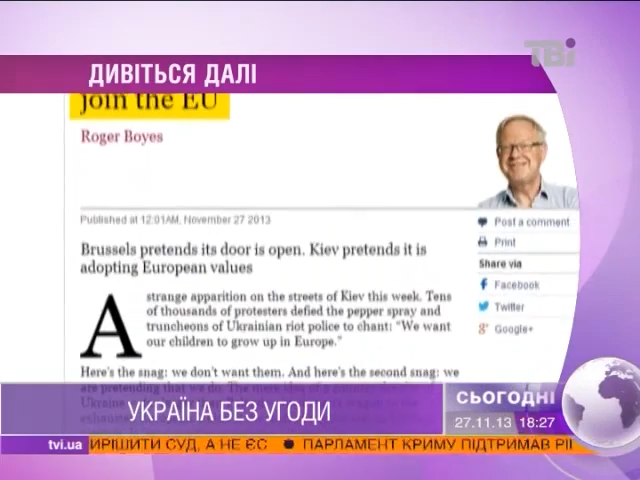 ТВі
ДИВІТЬСЯ ДАЛІ
join the EU
Roger Boyes
Published at 12:01AM, November 27 2013
Post a comment
Print
Share via
Facebook
Twitter
Google+
Brussels pretends its door is open. Kiev pretends it is
adopting European values
A strange apparition on the streets of Kiev this week. Tens
of thousands of protesters defied the pepper spray and
truncheons of Ukrainian riot police to chant: “We want
our children to grow up in Europe.”
Here's the snag: we don't want them. And here's the second snag: we
are pretending that we do.
УКРАЇНА БЕЗ УГОДИ
СЬОГОДНІ
27.11.13 18:27
tvi.ua ИРІШИТИ СУД, А НЕ ЄС ● ПАРЛАМЕНТ КРИМУ ПІДТРИМАВ РІ